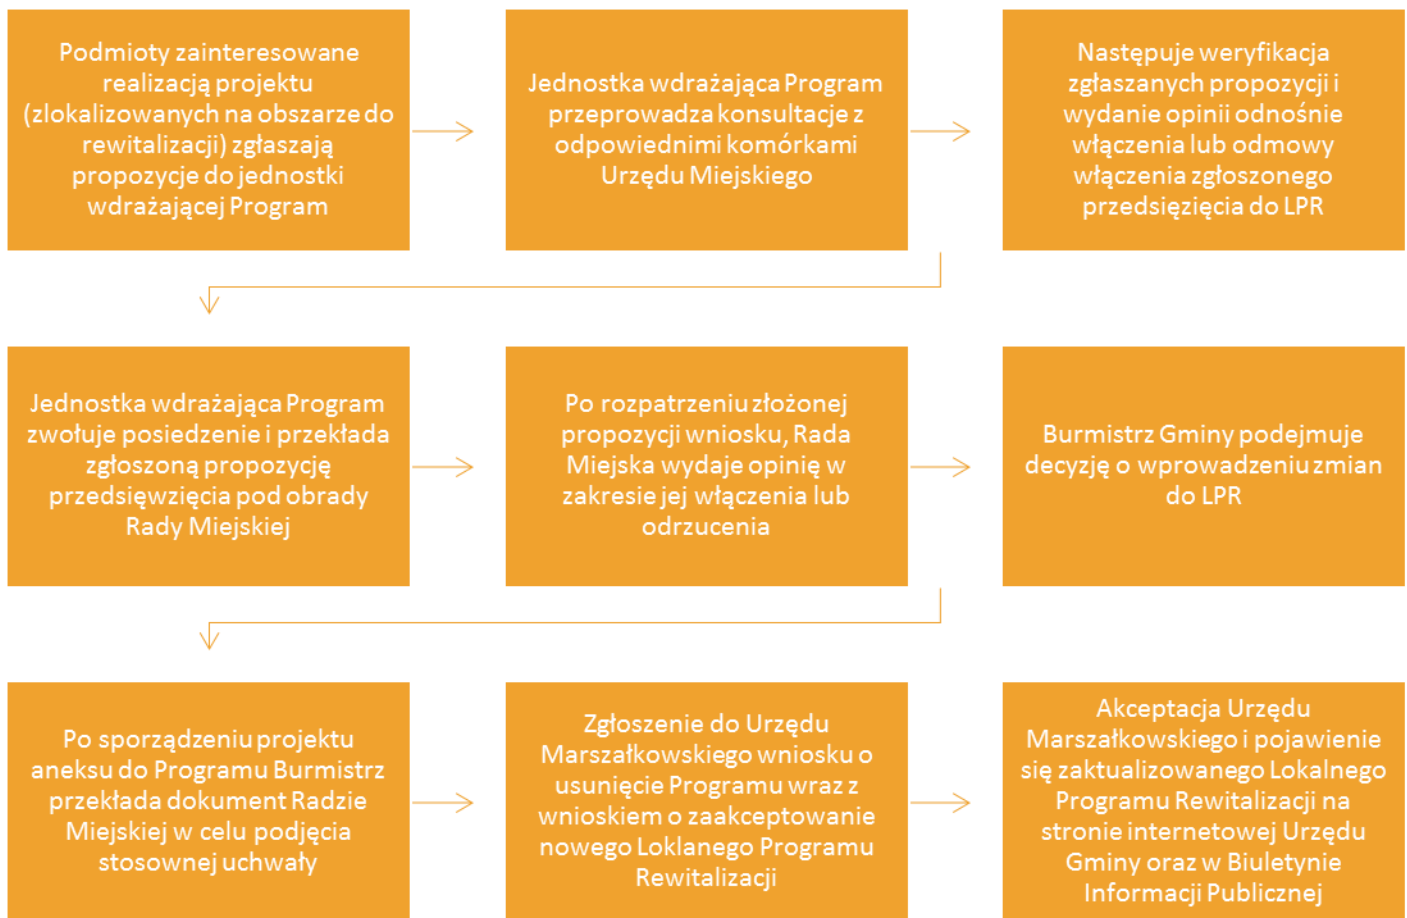 Podmioty zainteresowane
realizacją projektu
(zlokalizowanych na obszarze do
rewitalizacji) zgłaszają
propozycje do jednostki
wdrażającej Program
Jednostka wdrażająca Program
przeprowadza konsultacje z
odpowiednimi komórkami
Urzędu Miejskiego
Następuje weryfikacja
zgłaszanych propozycji i
wydanie opinii odnośnie
włączenia lub odmowy
włączenia zgłoszonego
przedsięzięcia do LPR
Jednostka wdrażająca Program
zwołuje posiedzenie i przekłada
zgłoszoną propozycję
przedsięwzięcia pod obrady
Rady Miejskiej
Po rozpatrzeniu złożonej
propozycji wniosku, Rada
Miejska wydaje opinię w
zakresie jej włączenia lub
odrzucenia
Burmistrz Gminy podejmuje
decyzję o wprowadzeniu zmian
do LPR
Po sporządzeniu projektu
aneksu do Programu Burmistrz
przekłada dokument Radzie
Miejskiej w celu podjęcia
stosownej uchwały
Zgłoszenie do Urzędu
Marszałkowskiego wniosku o
usunięcie Programu wraz z
wnioskiem o zaakceptowanie
nowego Loklanego Programu
Rewitalizacji
Akceptacja Urzędu
Marszałkowskiego i pojawienie
się zaktualizowanego Lokalnego
Programu Rewitalizacji na
stronie internetowej Urzędu
Gminy oraz w Biuletynie
Informacji Publicznej